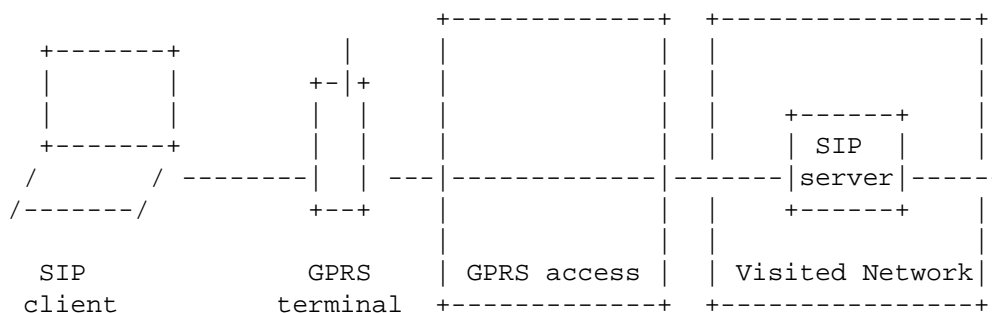 SIP
server
SIP
client
GPRS
terminal
GPRS access
Visited Network